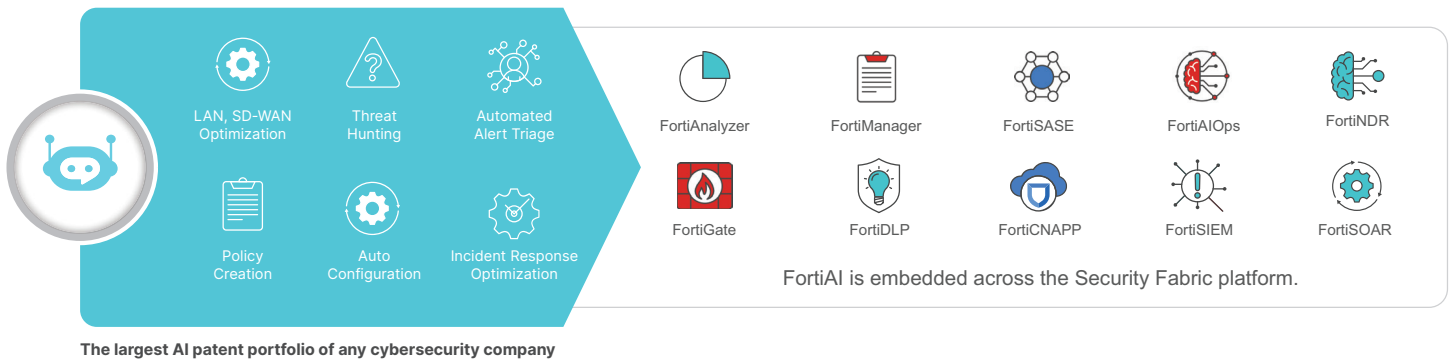 LAN, SD-WAN
Optimization
Threat
Hunting
Automated
Alert Triage
Policy
Creation
Auto
Configuration
Incident Response
Optimization
FortiAnalyzer
FortiManager
FortiSASE
FortiAIOps
FortiNDR
FortiGate
FortiDLP
FortiCNAPP
FortiSIEM
FortiSOAR
FortiAI is embedded across the Security Fabric platform.
The largest AI patent portfolio of any cybersecurity company